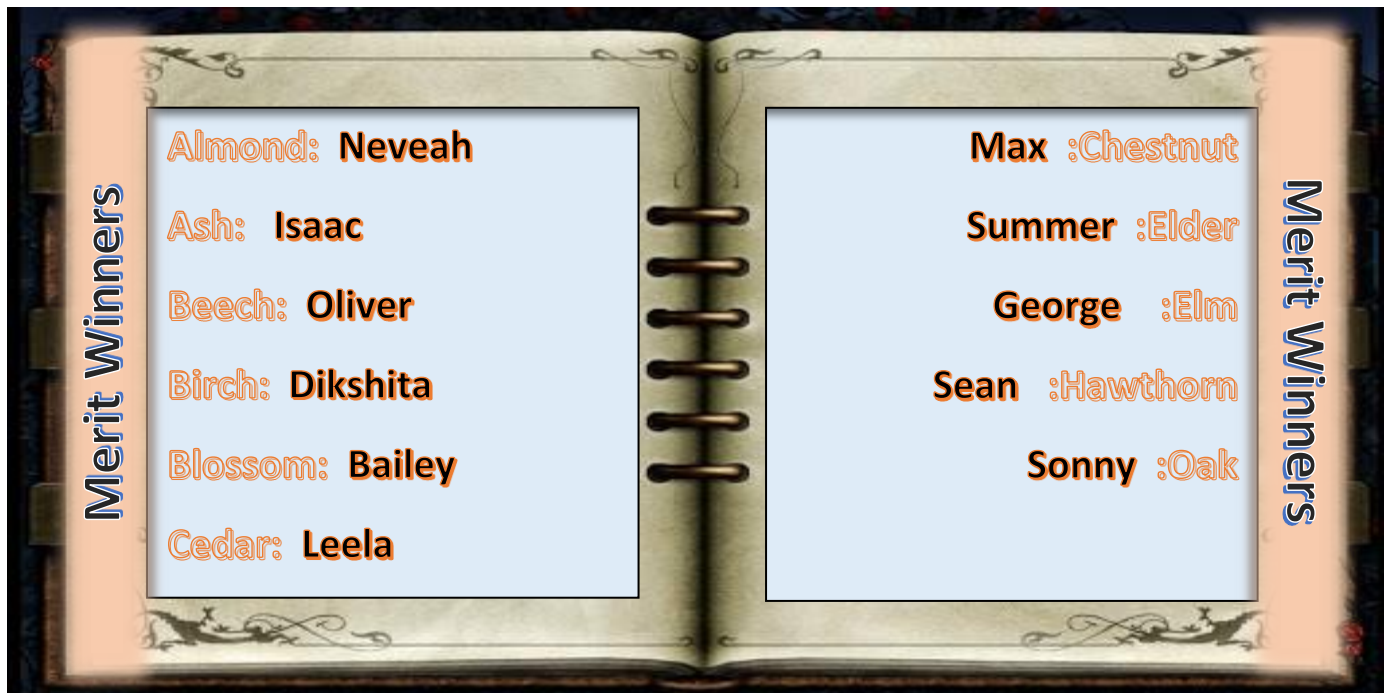 Merit Winners
Almond: Neveah
Ash: Isaac
Beech: Oliver
Birch: Dikshita
Blossom: Bailey
Cedar: Leela
Max :Chestnut
Summer :Elder
George :Elm
Sean :Hawthorn
Sonny :Oak
Merit Winners